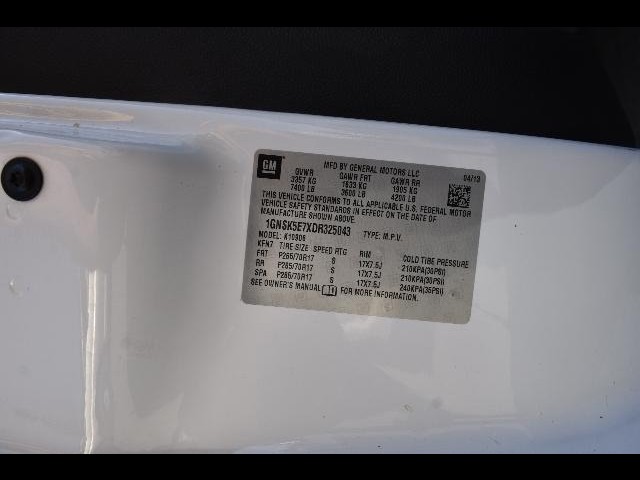 GM
MFD BY GENERAL MOTORS LLC 04/13
GVWR GAWR FRT GAWR RR
3357 KG 1633 KG 1905 KG
7400 LB 3600 LB 4200 LB
THIS VEHICLE CONFORMS TO ALL APPLICABLE U.S. FEDERAL MOTOR
VEHICLE SAFETY STANDARDS IN EFFECT ON THE DATE OF
MANUFACTURE SHOWN ABOVE.
1GNSK5E7XDR325043 TYPE: M.P.V.
MODEL: K10906
KFN7 TIRE SIZE SPEED RTG RIM COLD TIRE PRESSURE
FRT P265/70R17 S 17X7.5J 210KPA(30PSI)
RR P265/70R17 S 17X7.5J 210KPA(30PSI)
SPA P265/70R17 S 17X7.5J 240KPA(35PSI)
SEE OWNER'S MANUAL FOR MORE INFORMATION.